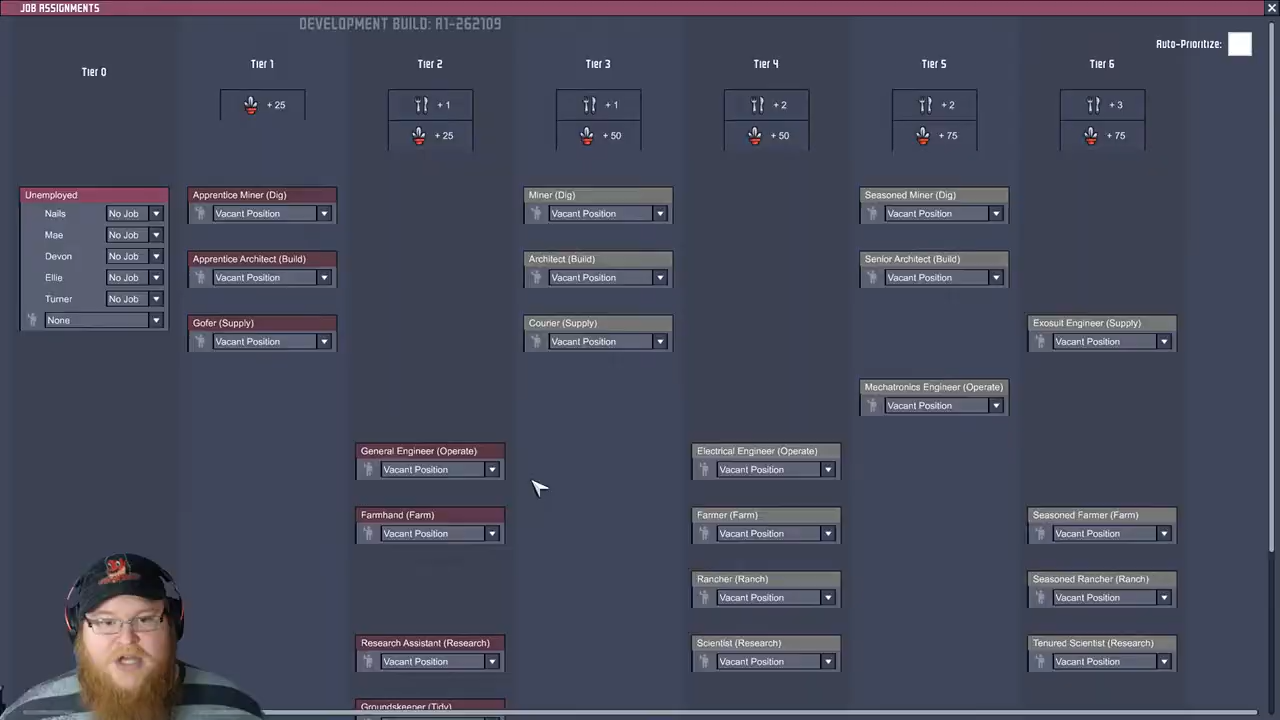 JOB ASSIGNMENTS
DEVELOPMENT BUILD: A1-262109
Auto-Prioritize:
Tier 0
Tier 1
Tier 2
Tier 3
Tier 4
Tier 5
Tier 6
+ 25
+ 1
+ 1
+ 2
+ 2
+ 3
+ 25
+ 50
+ 50
+ 75
+ 75
Unemployed
Nails No Job
Mae No Job
Devon No Job
Ellie No Job
Turner No Job
None
Apprentice Miner (Dig)
Vacant Position
Miner (Dig)
Vacant Position
Seasoned Miner (Dig)
Vacant Position
Apprentice Architect (Build)
Vacant Position
Architect (Build)
Vacant Position
Senior Architect (Build)
Vacant Position
Gofer (Supply)
Vacant Position
Courier (Supply)
Vacant Position
Exosuit Engineer (Supply)
Vacant Position
Mechatronics Engineer (Operate)
Vacant Position
General Engineer (Operate)
Vacant Position
Electrical Engineer (Operate)
Vacant Position
Farmhand (Farm)
Vacant Position
Farmer (Farm)
Vacant Position
Seasoned Farmer (Farm)
Vacant Position
Rancher (Ranch)
Vacant Position
Seasoned Rancher (Ranch)
Vacant Position
Research Assistant (Research)
Vacant Position
Scientist (Research)
Vacant Position
Tenured Scientist (Research)
Vacant Position
Groundskeeper (Tidy)